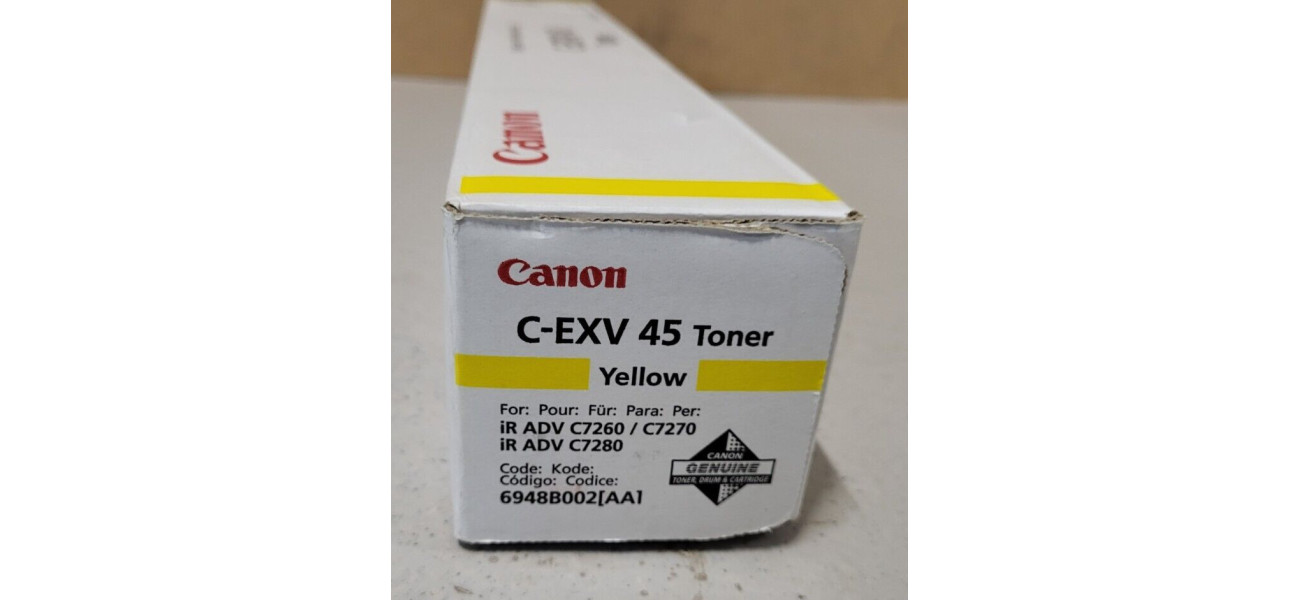 Canon
Canon
C-EXV 45 Toner
Yellow
For: Pour: Für: Para: Per:
iR ADV C7260 / C7270
iR ADV C7280
Code: Kode:
Código: Codice:
6948B002[AA]
CANON
GENUINE
TONER, DRUM & CARTRIDGE